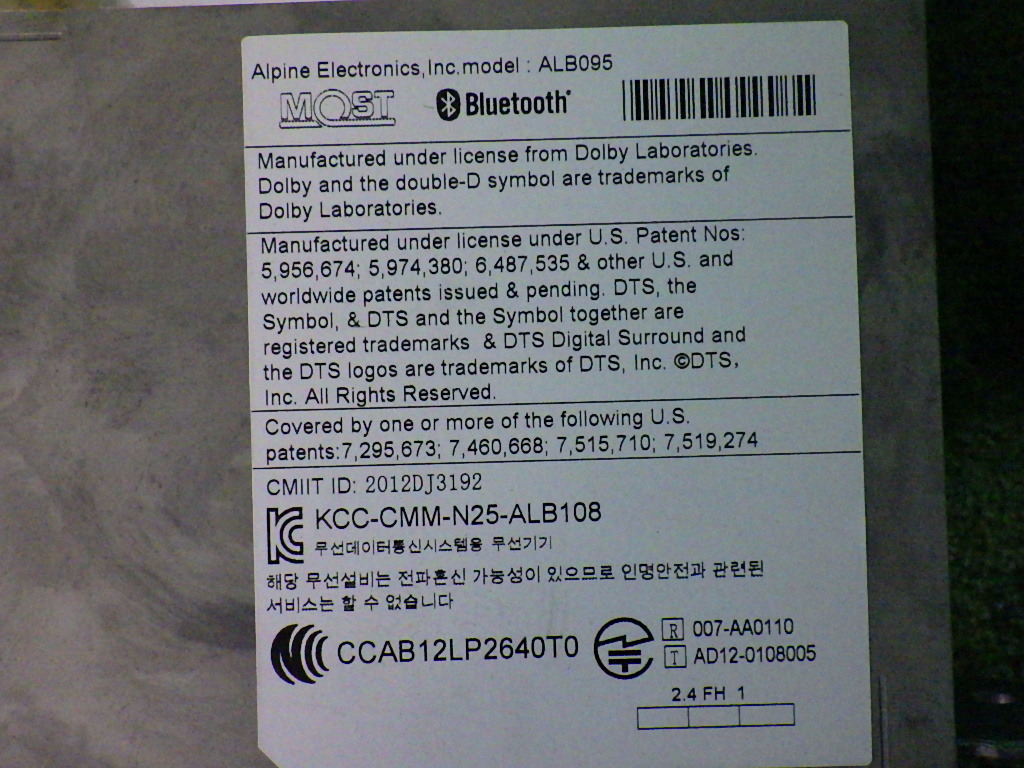 Alpine Electronics,Inc.model : ALB095
MOST Bluetooth®
Manufactured under license from Dolby Laboratories.
Dolby and the double-D symbol are trademarks of
Dolby Laboratories.
Manufactured under license under U.S. Patent Nos:
5,956,674; 5,974,380; 6,487,535 & other U.S. and
worldwide patents issued & pending. DTS, the
Symbol, & DTS and the Symbol together are
registered trademarks & DTS Digital Surround and
the DTS logos are trademarks of DTS, Inc. ©DTS,
Inc. All Rights Reserved.
Covered by one or more of the following U.S.
patents:7,295,673; 7,460,668; 7,515,710; 7,519,274
CMIIT ID: 2012DJ3192
KCC-CMM-N25-ALB108
무선데이터통신시스템용 무선기기
해당 무선설비는 전파혼신 가능성이 있으므로 인명안전과 관련된
서비스는 할 수 없습니다
CCAB12LP2640T0
R 007-AA0110
T AD12-0108005
2.4 FH 1